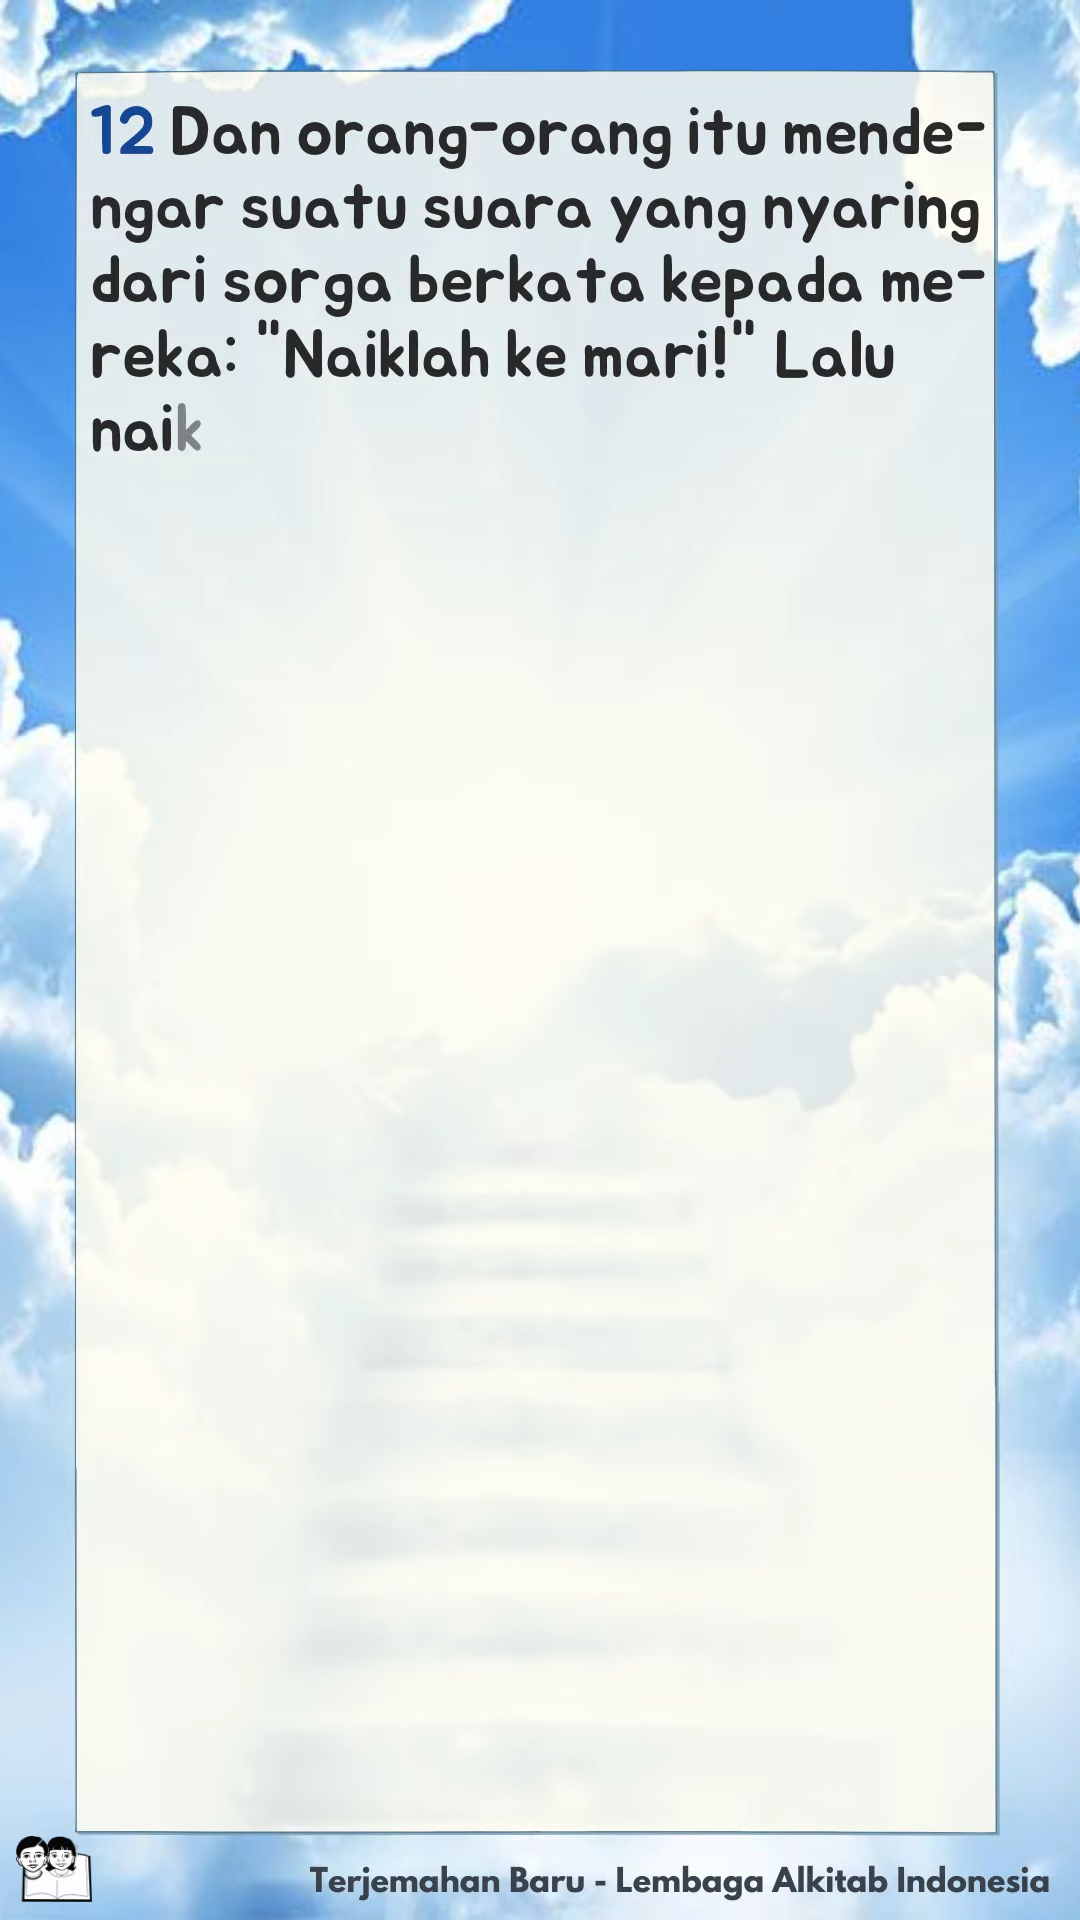 12 Dan orang-orang itu mende-
ngar suatu suara yang nyaring
dari sorga berkata kepada me-
reka: "Naiklah ke mari!" Lalu
naik
Terjemahan Baru - Lembaga Alkitab Indonesia